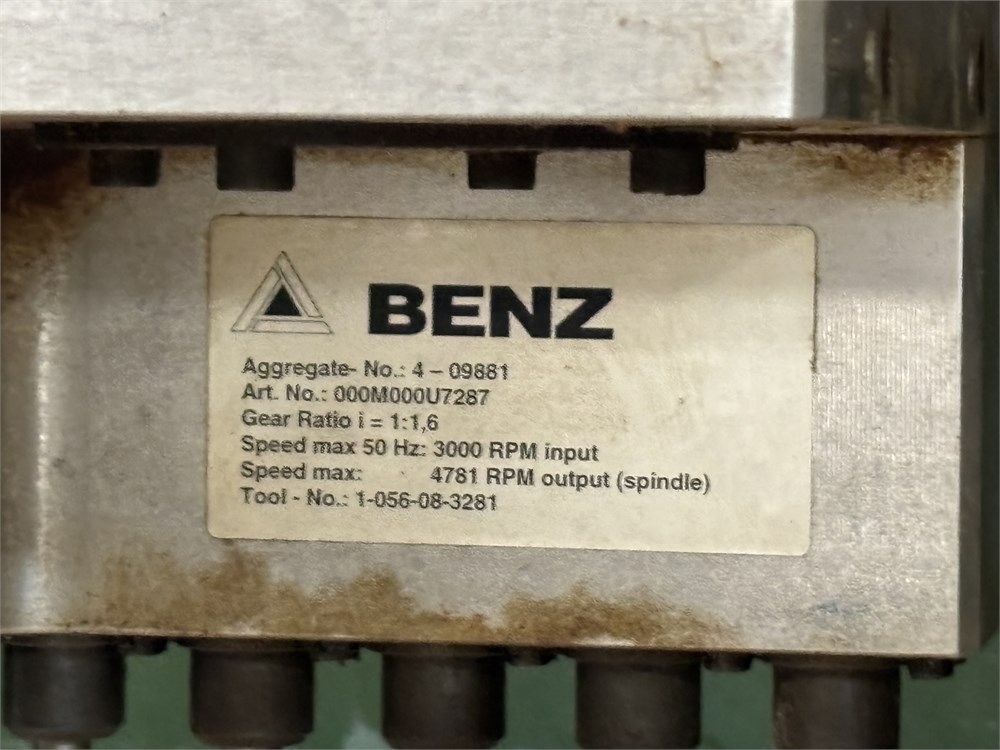 BENZ
Aggregate- No.: 4 – 09881
Art. No.: 000M000U7287
Gear Ratio i = 1:1,6
Speed max 50 Hz: 3000 RPM input
Speed max: 4781 RPM output (spindle)
Tool - No.: 1-056-08-3281